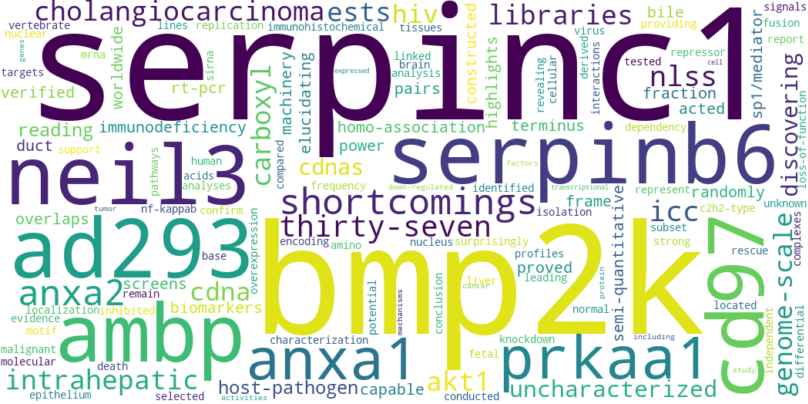 cholangiocarcinoma
ests
hiv
libraries
bile
signals
fusion
report
vertebrate
lines
replication
immunohistochemical
tissues
nuclear
mrna
sirna
linked
brain
analysis
pairs
constructed
highlights
providing
virus
derived
cellular
interactions
tested
revealing
repressor
cell
nlss
fraction
acted
sp1/mediator
discovering
loss-of-function
genes
targets
verified
worldwide
rt-pcr
carboxyl
machinery
elucidating
expressed
serpinc1
reading
immunodeficiency
homo-association
terminus
dependency
duct
support
pathways
human
acids
analyses
compared
power
cdnas
frequency
down-regulated
factors
identified
transcriptional
frame
represent
randomly
unknown
neil3
serpinb6
tumor
nf-kappab
confirm
shortcomings
isolation
semi-quantitative
icc
c2h2-type
subset
strong
complexes
overlaps
thirty-seven
ad293
base
overexpression
encoding
amino
nucleus
surprisingly
profiles
proved
leading
rescue
cd97
genome-scale
anxa2
screens
remain
cdna
biomarkers
localization
inhibited
evidence
motif
malignant
molecular
ambp
characterization
potential
mechanisms
conclusion
liver
cancer
bmp2k
protein
normal
knockdown
fetal
including
located
independent
differential
study
death
intrahepatic
epithelium
selected
activities
anxa1
host-pathogen
capable
conducted
akt1
prkaa1
uncharacterized